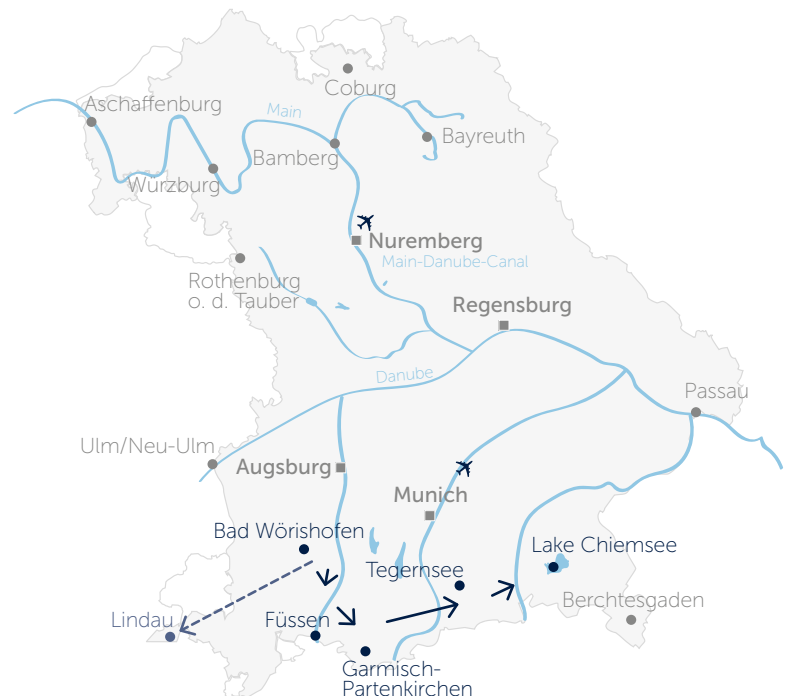 Coburg
Aschaffenburg
Main
Bayreuth
Bamberg
Würzburg
Nuremberg
Main-Danube-Canal
Rothenburg
o. d. Tauber
Regensburg
Danube
Passau
Ulm/Neu-Ulm
Augsburg
Munich
Bad Wörishofen
Lake Chiemsee
Tegernsee
Berchtesgaden
Lindau
Füssen
Garmisch-
Partenkirchen